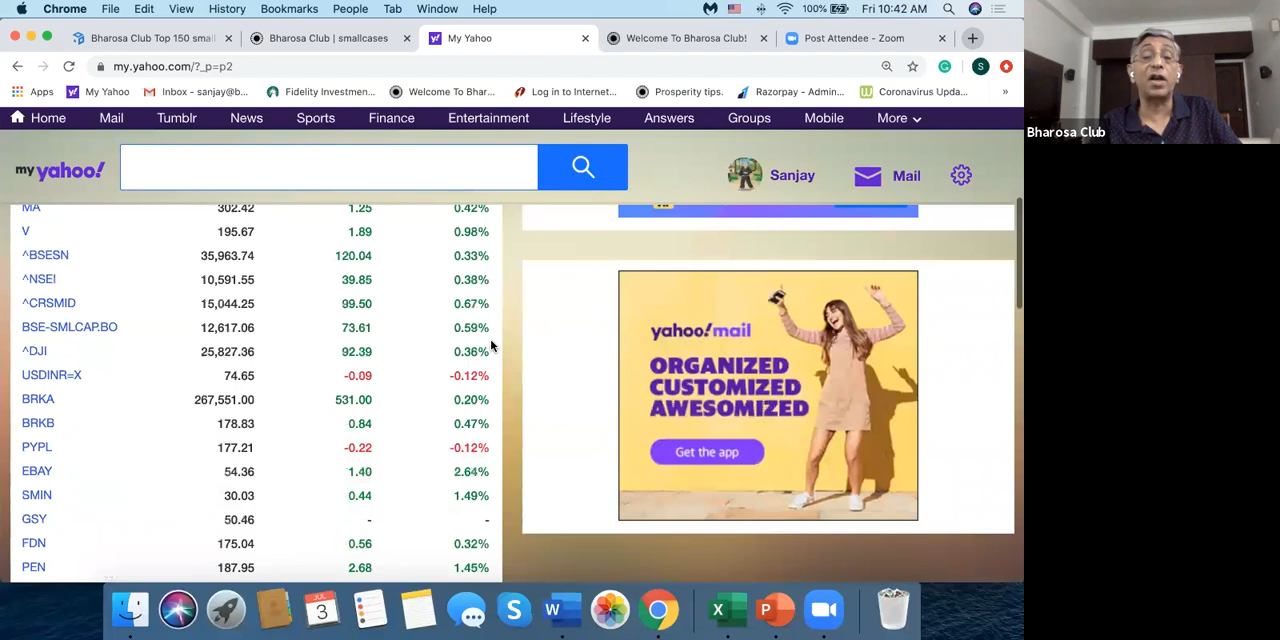 Chrome File Edit View History Bookmarks People Tab Window Help 100% Fri 10:42 AM
Bharosa Club Top 150 smal Bharosa Club | smallcases My Yahoo Welcome To Bharosa Club! Post Attendee - Zoom
my.yahoo.com/?_p=p2 S
Apps My Yahoo Inbox - sanjay@b... Fidelity Investmen... Welcome To Bhar... Log in to Internet... Prosperity tips. Razorpay - Admin... Coronavirus Upda... »
Home Mail Tumblr News Sports Finance Entertainment Lifestyle Answers Groups Mobile More
my yahoo! Sanjay Mail
MA 302.42 1.25 0.42%
V 195.67 1.89 0.98%
^BSESN 35,963.74 120.04 0.33%
^NSEI 10,591.55 39.85 0.38%
^CRSMID 15,044.25 99.50 0.67%
BSE-SMLCAP.BO 12,617.06 73.61 0.59%
^DJI 25,827.36 92.39 0.36%
USDINR=X 74.65 -0.09 -0.12%
BRKA 267,551.00 531.00 0.20%
BRKB 178.83 0.84 0.47%
PYPL 177.21 -0.22 -0.12%
EBAY 54.36 1.40 2.64%
SMIN 30.03 0.44 1.49%
GSY 50.46 - -
FDN 175.04 0.56 0.32%
PEN 187.95 2.68 1.45%
yahoo!mail
ORGANIZED
CUSTOMIZED
AWESOMIZED
Get the app
Bharosa Club
JUL
3
S
W
X
P